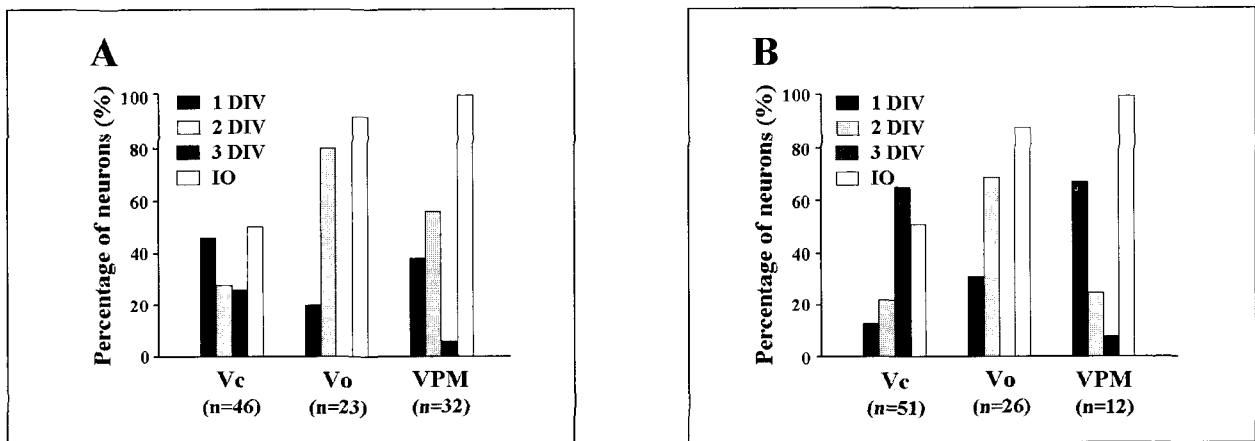 A
Percentage of neurons (%)
100
80
60
40
20
0
1 DIV
2 DIV
3 DIV
IO
Vc
Vo
VPM
(n=46)
(n=23)
(n=32)
B
Percentage of neurons (%)
100
80
60
40
20
0
1 DIV
2 DIV
3 DIV
IO
Vc
Vo
VPM
(n=51)
(n=26)
(n=12)